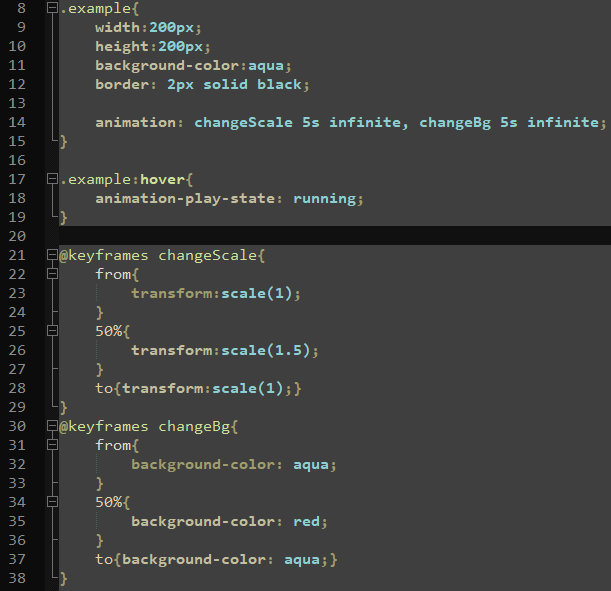 8 .example{
9 width:200px;
10 height:200px;
11 background-color:aqua;
12 border: 2px solid black;
13
14 animation: changeScale 5s infinite, changeBg 5s infinite;
15 }
16
17 .example:hover{
18 animation-play-state: running;
19 }
20
21 @keyframes changeScale{
22 from{
23 transform:scale(1);
24 }
25 50%{
26 transform:scale(1.5);
27 }
28 to{transform:scale(1);}
29 }
30 @keyframes changeBg{
31 from{
32 background-color: aqua;
33 }
34 50%{
35 background-color: red;
36 }
37 to{background-color: aqua;}
38 }